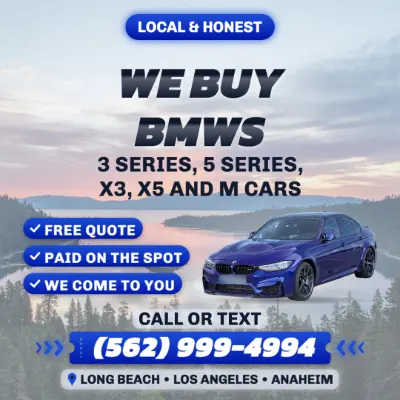 LOCAL & HONEST
WE BUY
BMWS
3 SERIES, 5 SERIES,
X3, X5 AND M CARS
✓ FREE QUOTE
✓ PAID ON THE SPOT
✓ WE COME TO YOU
CALL OR TEXT
(562) 999-4994
LONG BEACH • LOS ANGELES • ANAHEIM